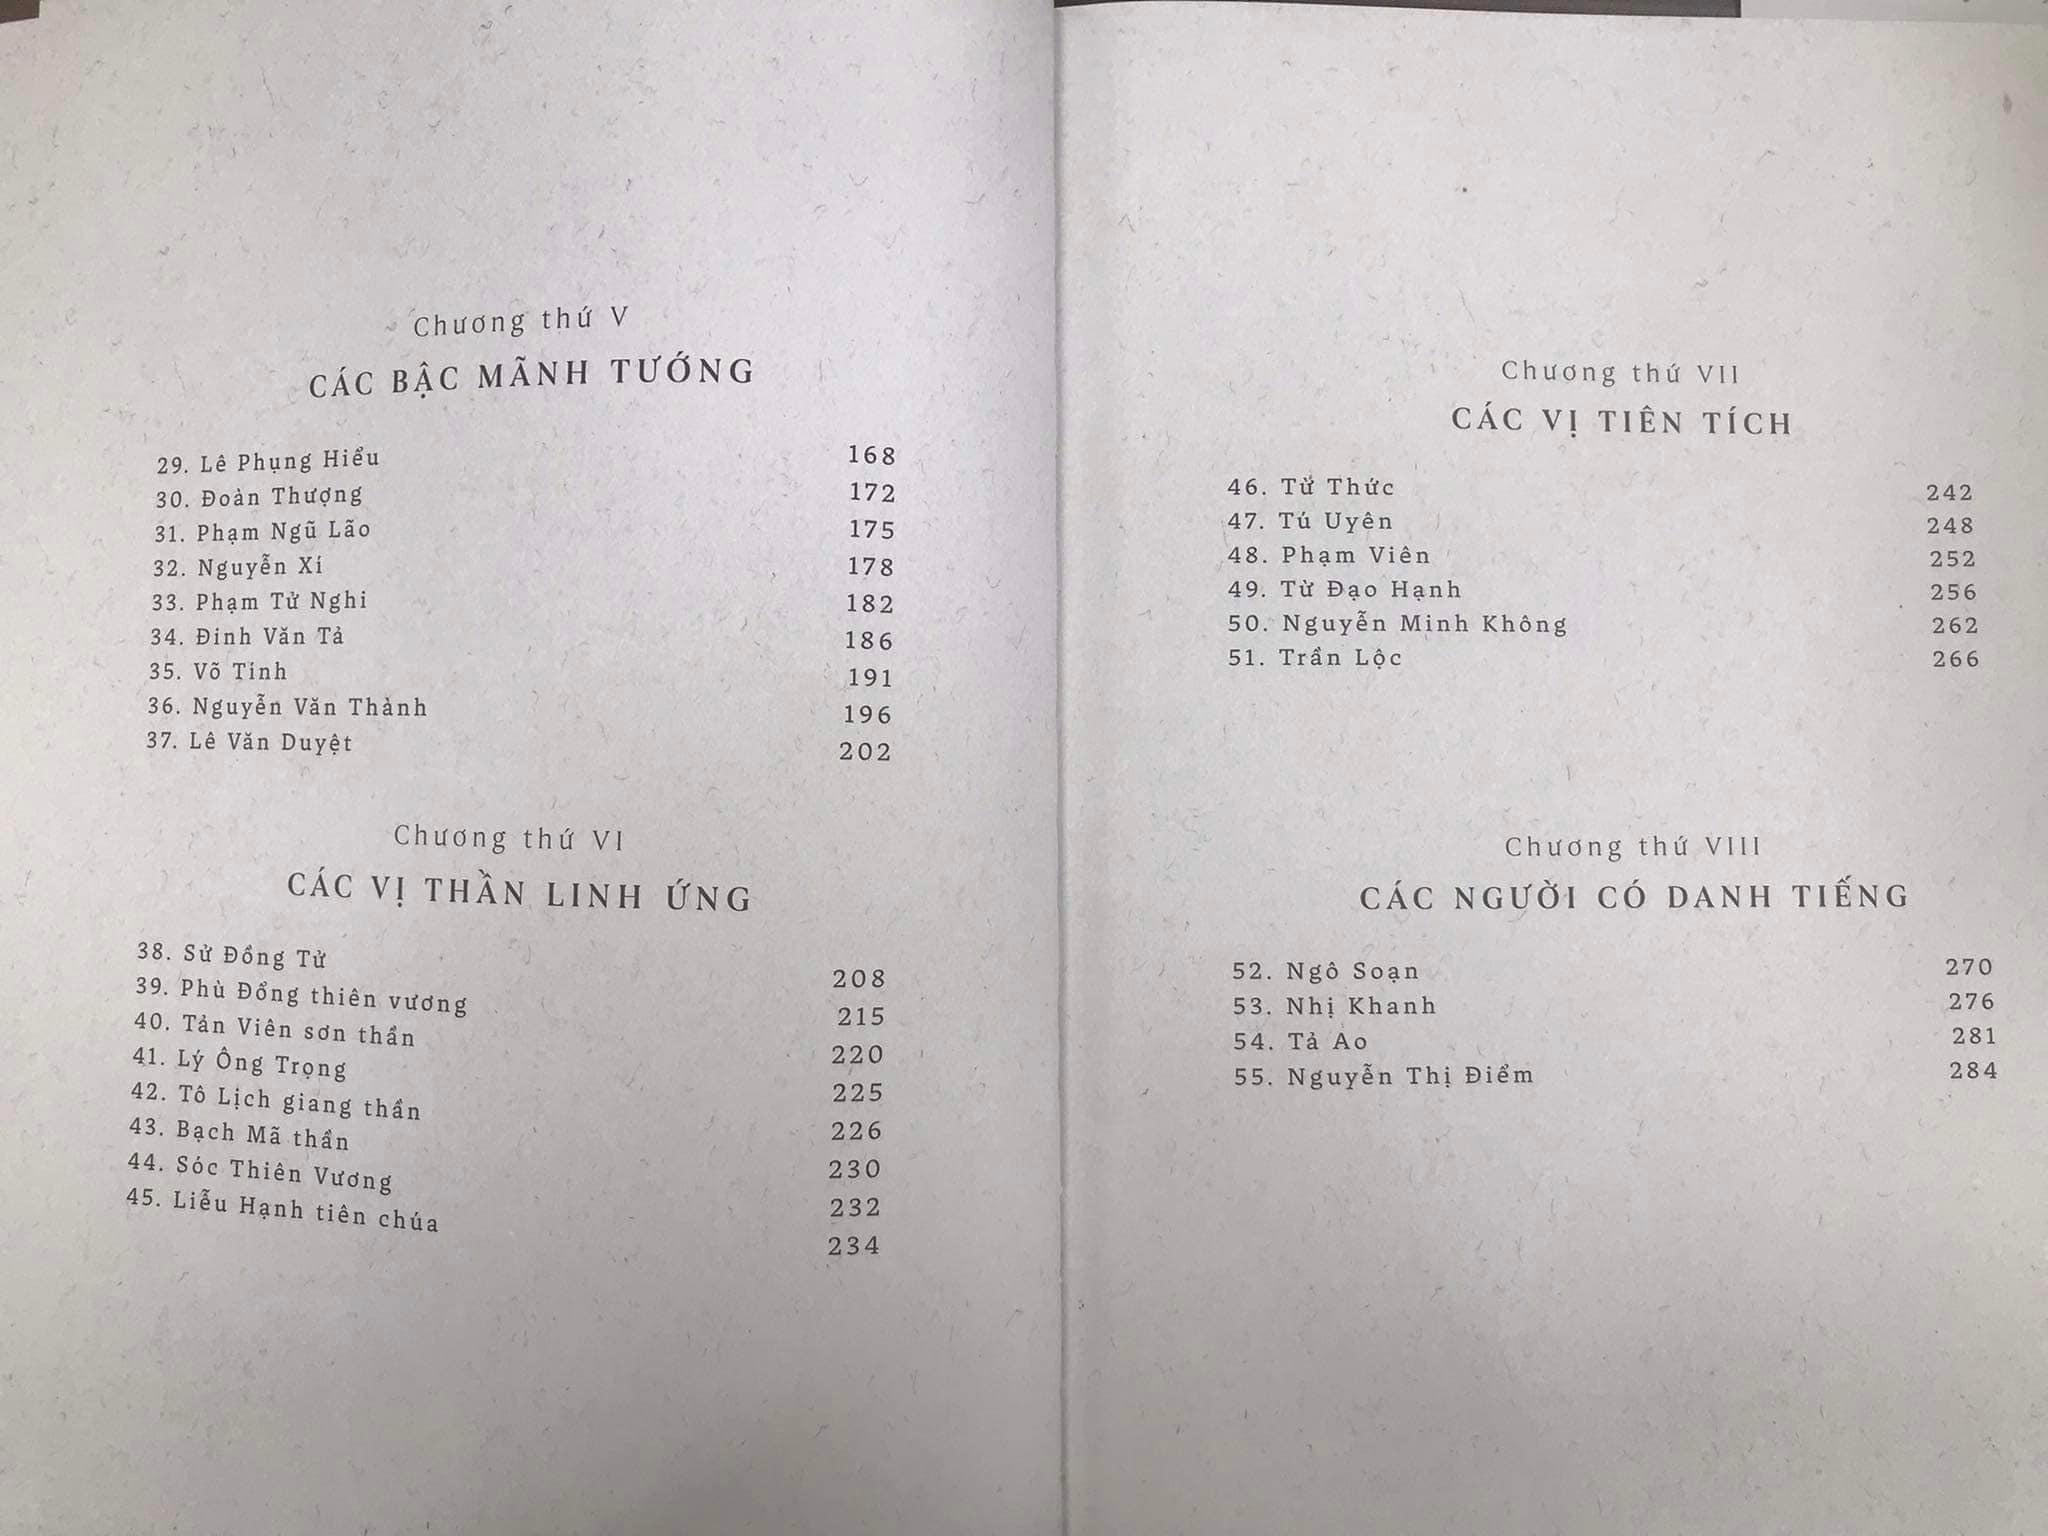 Chương thứ V
CÁC BẬC MÃNH TƯỚNG
29. Lê Phụng Hiểu 168
30. Đoàn Thượng 172
31. Phạm Ngũ Lão 175
32. Nguyễn Xí 178
33. Phạm Tử Nghi 182
34. Đinh Văn Tả 186
35. Võ Tính 191
36. Nguyễn Văn Thành 196
37. Lê Văn Duyệt 202
Chương thứ VI
CÁC VỊ THẦN LINH ỨNG
38. Sử Đồng Tử 208
39. Phù Đổng thiên vương 215
40. Tản Viên sơn thần 220
41. Lý Ông Trọng 225
42. Tô Lịch giang thần 226
43. Bạch Mã thần 230
44. Sóc Thiên Vương 232
45. Liễu Hạnh tiên chúa 234
Chương thứ VII
CÁC VỊ TIÊN TÍCH
46. Từ Thức 242
47. Tú Uyên 248
48. Phạm Viên 252
49. Từ Đạo Hạnh 256
50. Nguyễn Minh Không 262
51. Trần Lộc 266
Chương thứ VIII
CÁC NGƯỜI CÓ DANH TIẾNG
52. Ngô Soạn 270
53. Nhị Khanh 276
54. Tả Ao 281
55. Nguyễn Thị Điểm 284